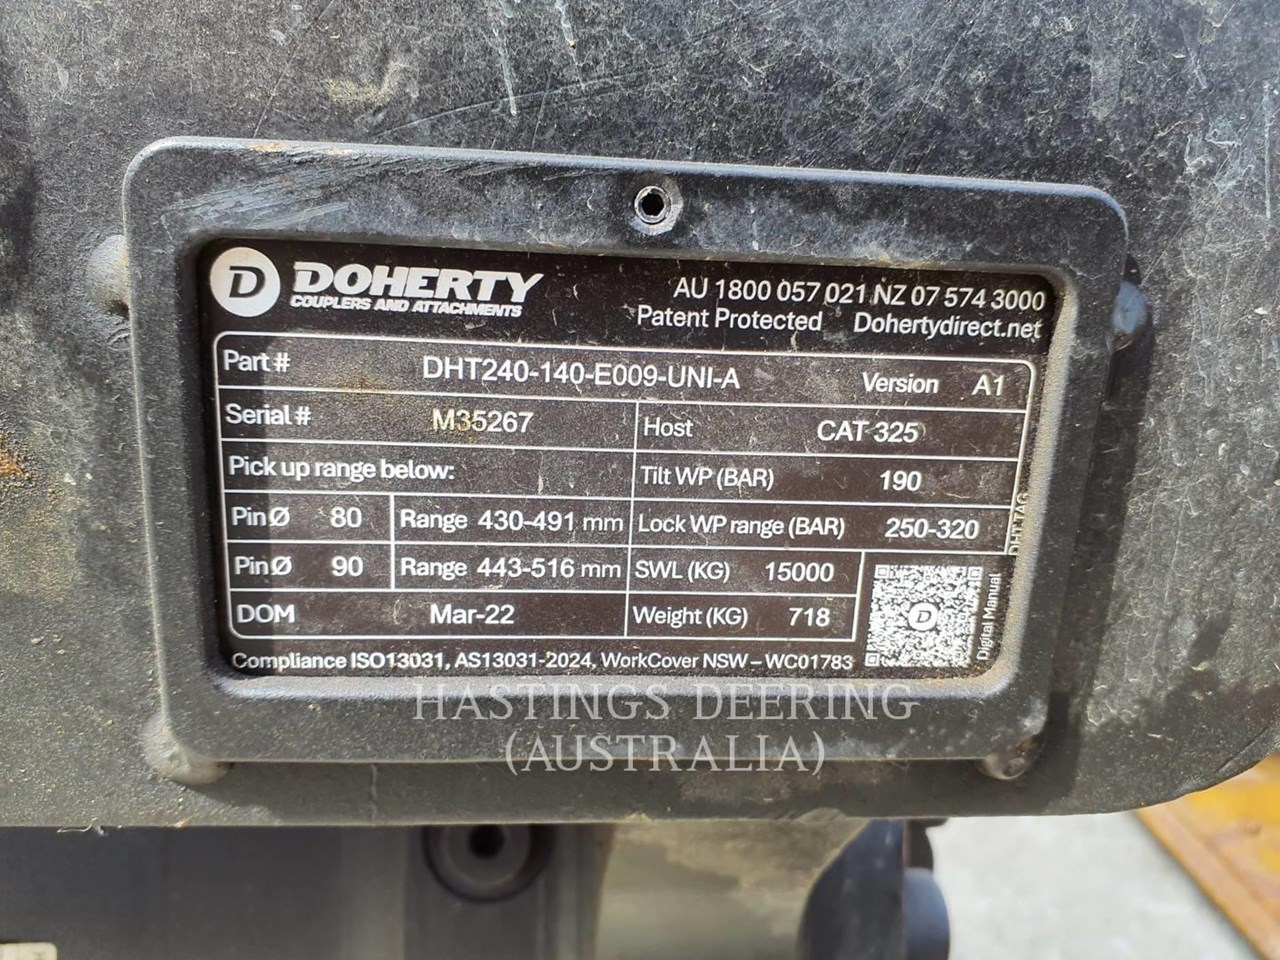 D DOHERTY
COUPLERS AND ATTACHMENTS
AU 1800 057 021 NZ 07 574 3000
Patent Protected Dohertydirect.net
Part # DHT240-140-E009-UNI-A Version A1
Serial # M35267 Host CAT 325
Pick up range below: Tilt WP (BAR) 190
Pin Ø 80 Range 430-491 mm Lock WP range (BAR) 250-320
Pin Ø 90 Range 443-516 mm SWL (KG) 15000
DOM Mar-22 Weight (KG) 718
DHT TAG
D
Digital Manual
Compliance ISO13031, AS13031-2024, WorkCover NSW – WC01783
HASTINGS DEERING
(AUSTRALIA)